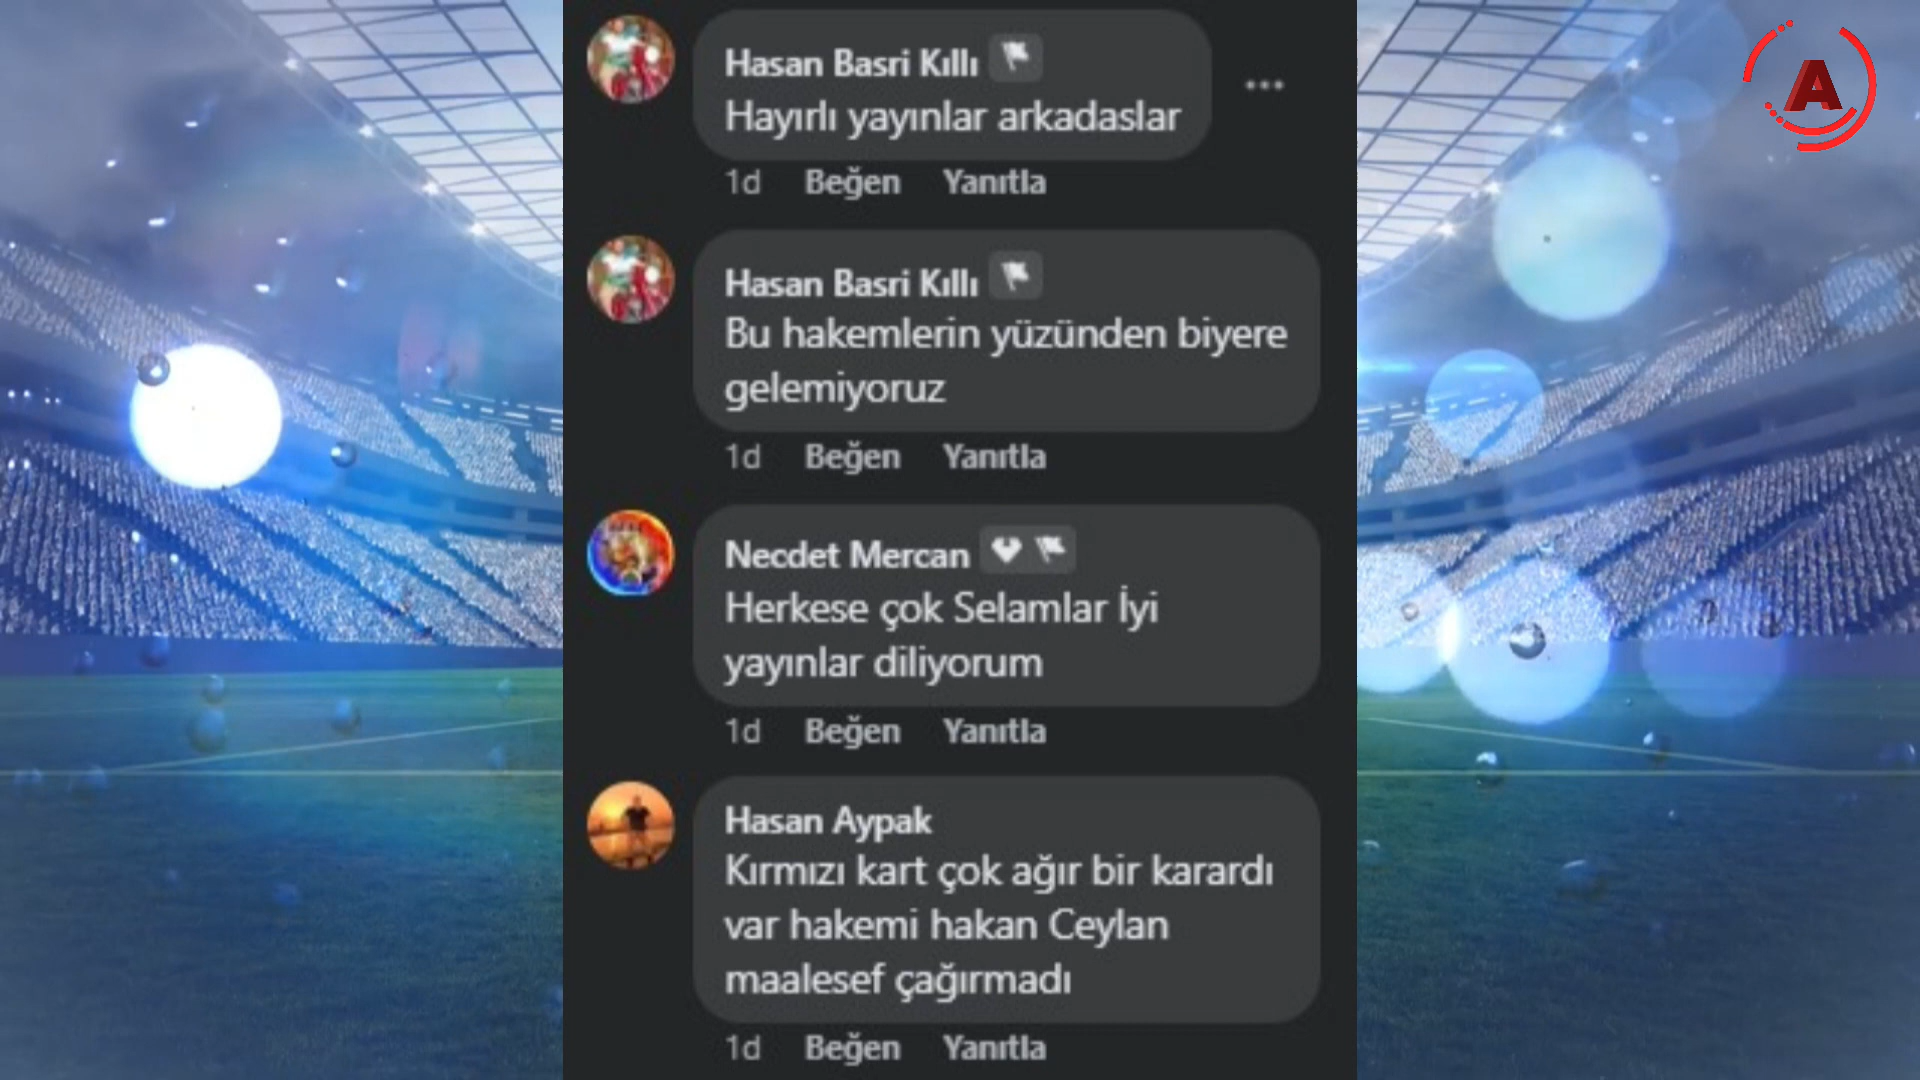 Hasan Basri Kıllı
Hayırlı yayınlar arkadaslar
1d Beğen Yanıtla
Hasan Basri Kıllı
Bu hakemlerin yüzünden biyere
gelemiyoruz
1d Beğen Yanıtla
Necdet Mercan
Herkese çok Selamlar İyi
yayınlar diliyorum
1d Beğen Yanıtla
Hasan Aypak
Kırmızı kart çok ağır bir karardı
var hakemi hakan Ceylan
maalesef çağırmadı
1d Beğen Yanıtla
A